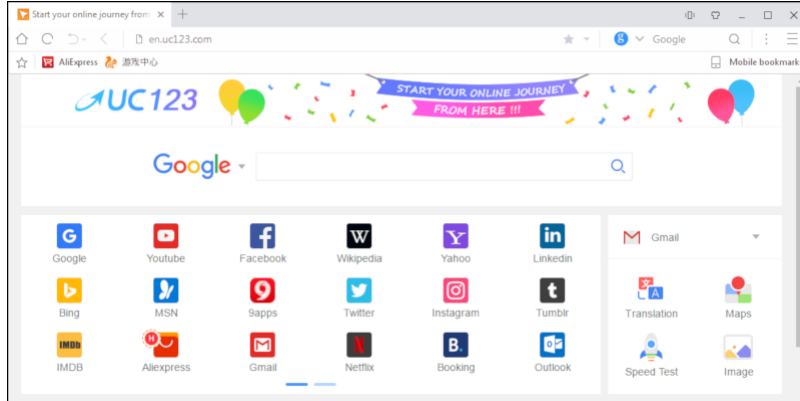 Start your online journey from
en.uc123.com
Google
AliExpress 游戏中心
Mobile bookmark
UC123
START YOUR ONLINE JOURNEY
FROM HERE !!!
Google
Google Youtube Facebook Wikipedia Yahoo Linkedin
Gmail
Bing MSN 9apps Twitter Instagram Tumblr
Translation Maps
IMDb
IMDB Aliexpress Gmail Netflix Booking Outlook
Speed Test Image